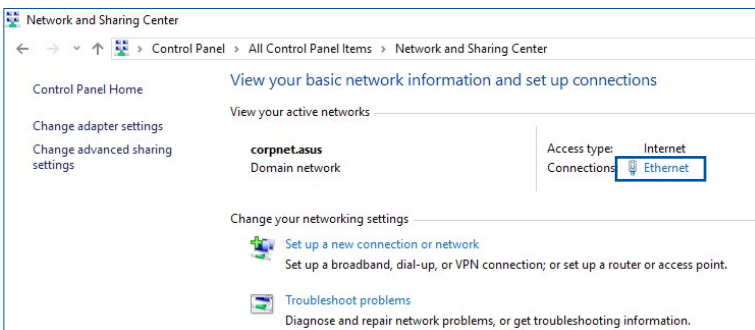 Network and Sharing Center
Control Panel > All Control Panel Items > Network and Sharing Center
Control Panel Home
Change adapter settings
Change advanced sharing
settings
View your basic network information and set up connections
View your active networks
corpnet.asus
Domain network
Access type: Internet
Connections: Ethernet
Change your networking settings
Set up a new connection or network
Set up a broadband, dial-up, or VPN connection; or set up a router or access point.
Troubleshoot problems
Diagnose and repair network problems, or get troubleshooting information.